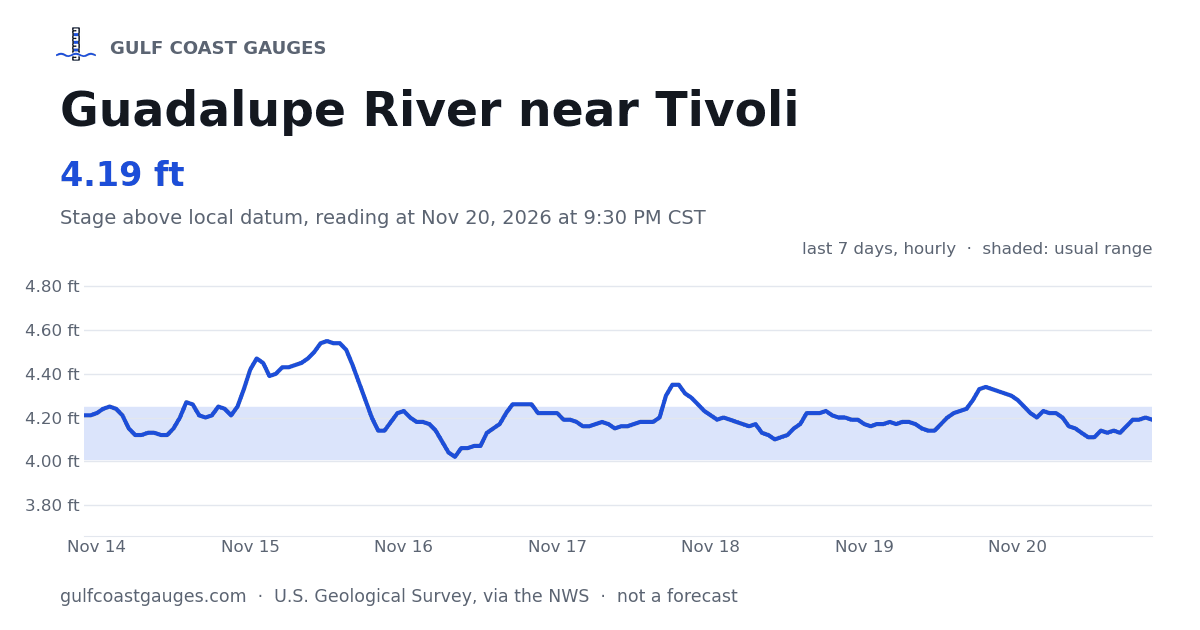 GULF COAST GAUGES
Guadalupe River near Tivoli
4.19 ft
Stage above local datum, reading at Nov 20, 2026 at 9:30 PM CST
last 7 days, hourly · shaded: usual range
4.80 ft
4.60 ft
4.40 ft
4.20 ft
4.00 ft
3.80 ft
Nov 14 Nov 15 Nov 16 Nov 17 Nov 18 Nov 19 Nov 20
gulfcoastgauges.com · U.S. Geological Survey, via the NWS · not a forecast